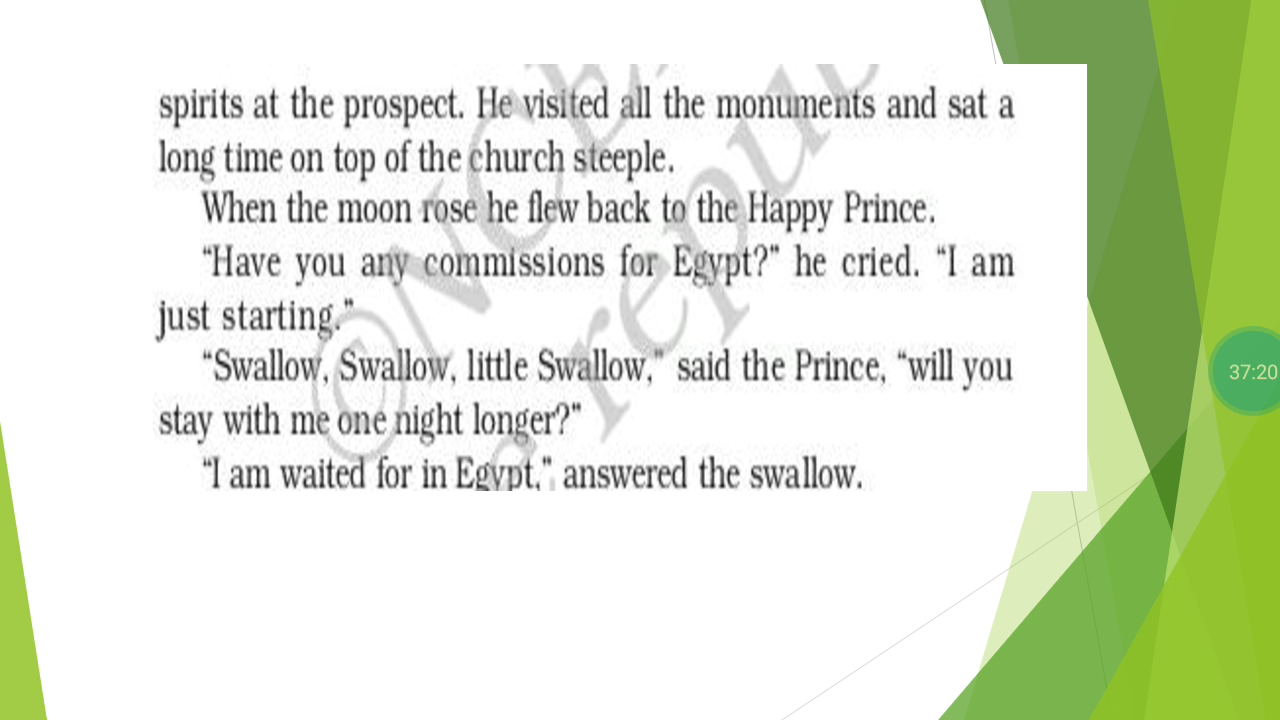 spirits at the prospect. He visited all the monuments and sat a
long time on top of the church steeple.
When the moon rose he flew back to the Happy Prince.
“Have you any commissions for Egypt?” he cried. “I am
just starting.”
“Swallow, Swallow, little Swallow,” said the Prince, “will you
stay with me one night longer?”
“I am waited for in Egypt,” answered the swallow.
37:20